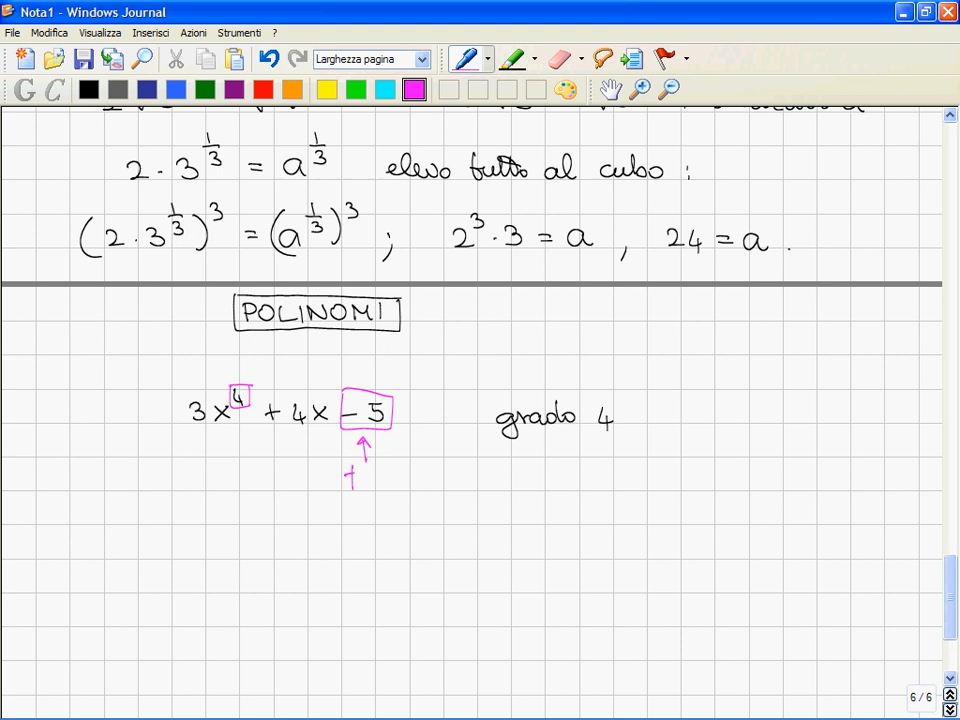 Nota1 - Windows Journal
File Modifica Visualizza Inserisci Azioni Strumenti ?
Larghezza pagina
G C
2 · 3^(1/3) = a^(1/3) elevo tutto al cubo :
(2 · 3^(1/3))^3 = (a^(1/3))^3 ; 2^3 · 3 = a , 24 = a .
POLINOMI
3x^4 + 4x - 5 grado 4
t
6 / 6